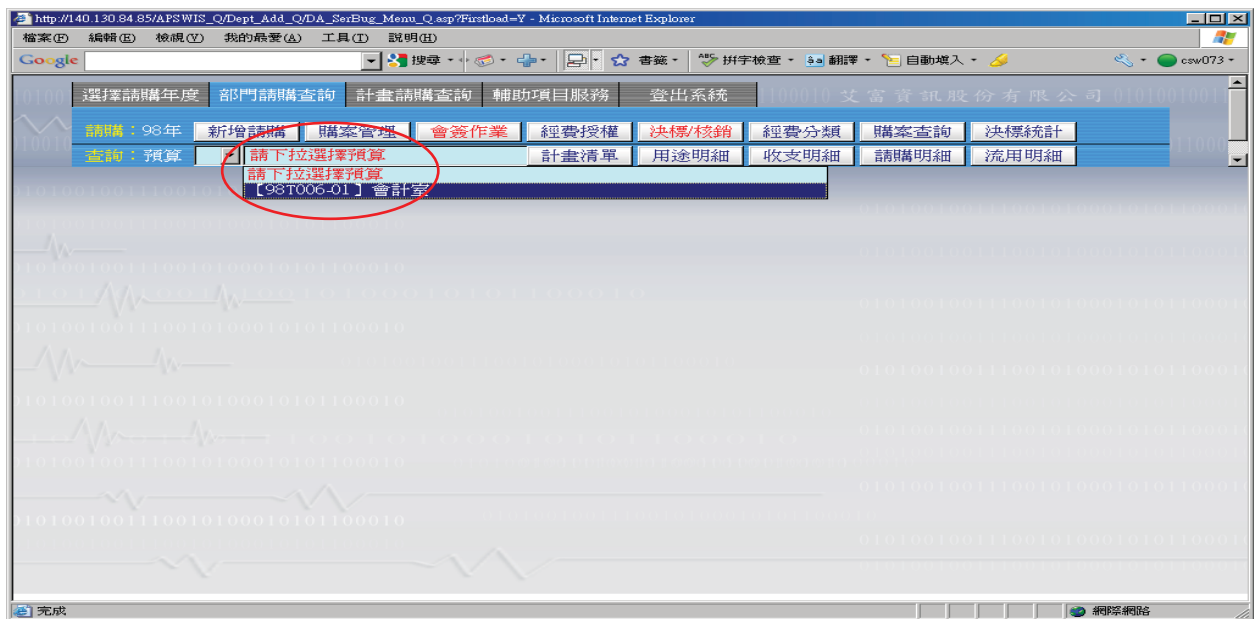 http://140.130.84.85/APSWIS_Q/Dept_Add_Q/DA_SerBug_Menu_Q.asp?Firstload=Y - Microsoft Internet Explorer
檔案(F) 編輯(E) 檢視(V) 我的最愛(A) 工具(T) 說明(H)
Google 搜尋 書籤 拼字檢查 翻譯 自動填入 csw073
選擇請購年度 部門請購查詢 計畫請購查詢 輔助項目服務 登出系統 艾富資訊股份有限公司
請購：98年 新增請購 購案管理 會簽作業 經費授權 決標/核銷 經費分類 購案查詢 決標統計
查詢：預算 請下拉選擇預算 計畫清單 用途明細 收支明細 請購明細 流用明細
請下拉選擇預算
【98T006-01】會計室
完成 網際網路